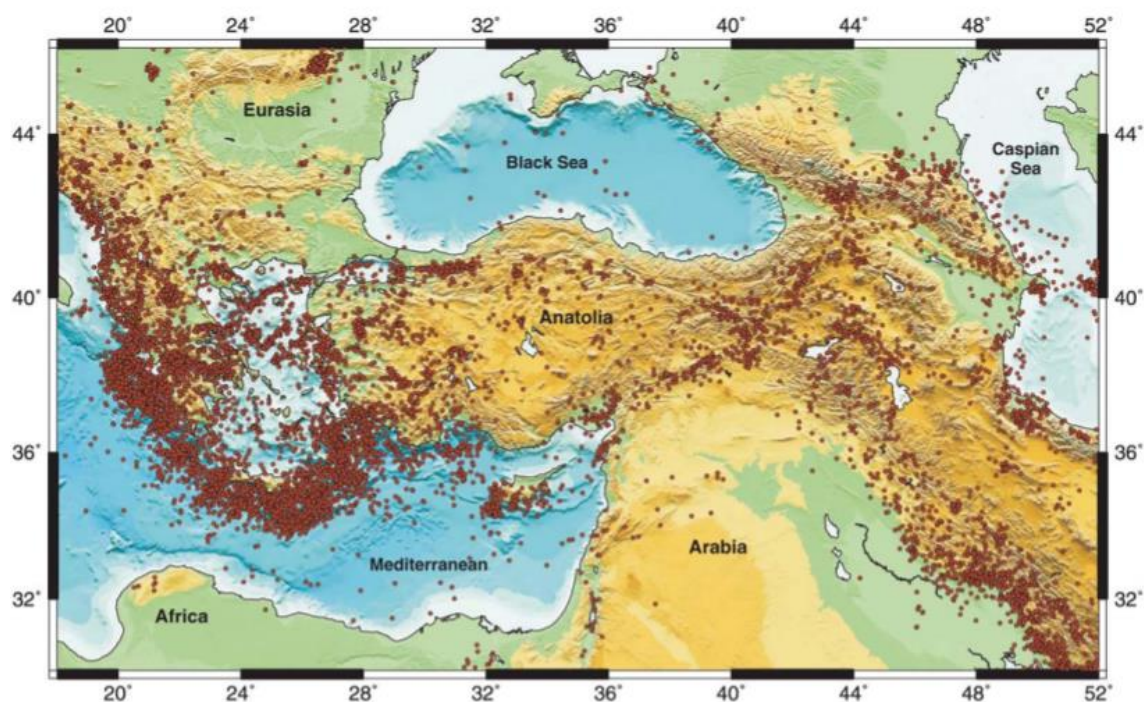 20˚ 24˚ 28˚ 32˚ 36˚ 40˚ 44˚ 48˚ 52˚
Eurasia
44˚ 44˚
Caspian
Sea
Black Sea
40˚ 40˚
Anatolia
36˚ 36˚
Arabia
Mediterranean
32˚ 32˚
Africa
20˚ 24˚ 28˚ 32˚ 36˚ 40˚ 44˚ 48˚ 52˚